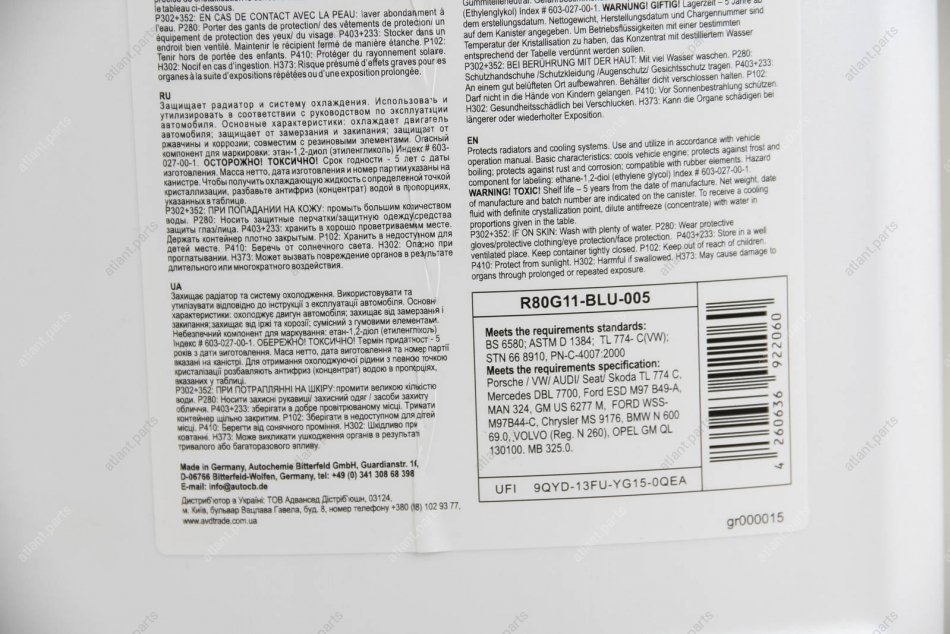 le tableau ci-dessous.
P302+352: EN CAS DE CONTACT AVEC LA PEAU: laver abondamment à
l'eau. P280: Porter des gants de protection/ des vêtements de protection/ un
équipement de protection des yeux/ du visage. P403+233: Stocker dans un
endroit bien ventilé. Maintenir le récipient fermé de manière étanche. P102:
Tenir hors de portée des enfants. P410: Protéger du rayonnement solaire.
H302: Nocif en cas d'ingestion. H373: Risque présumé d'effets graves pour les
organes à la suite d'expositions répétées ou d'une exposition prolongée.
RU
Защищает радиатор и систему охлаждения. Использовать и
утилизировать в соответствии с руководством по эксплуатации
автомобиля. Основные характеристики: охлаждает двигатель
автомобиля; защищает от замерзания и закипания; защищает от
ржавчины и коррозии; совместим с резиновыми элементами. Опасный
компонент для маркировки: этан-1,2-диол (этиленгликоль) Индекс # 603-
027-00-1. ОСТОРОЖНО! ТОКСИЧНО! Срок годности - 5 лет с даты
изготовления. Масса нетто, дата изготовления и номер партии указаны на
канистре. Чтобы получить охлаждающую жидкость с определенной точкой
кристаллизации, разбавьте антифриз (концентрат) водой в пропорциях,
указанных в таблице.
P302+352: ПРИ ПОПАДАНИИ НА КОЖУ: промыть большим количеством
воды. P280: Носить защитные перчатки/защитную одежду/средства
защиты глаз/лица. P403+233: хранить в хорошо проветриваемом месте.
Держать контейнер плотно закрытым. P102: Хранить в недоступном для
детей месте. P410: Беречь от солнечного света. H302: Опасно при
проглатывании. H373: Может вызывать повреждение органов в результате
длительного или многократного воздействия.
UA
Захищає радіатор та систему охолодження. Використовувати та
утилізувати відповідно до інструкції з експлуатації автомобіля. Основні
характеристики: охолоджує двигун автомобіля; захищає від замерзання і
закипання; захищає від іржі та корозії; сумісний з гумовими елементами.
Небезпечний компонент для маркування: етан-1,2-діол (етиленгліколь)
Індекс # 603-027-00-1. ОБЕРЕЖНО! ТОКСИЧНО! Термін придатност - 5
років з дати виготовлення. Маса нетто, дата виготовлення та номер партії
вказані на каністрі. Для отримання охолоджуючої рідини з певною точкою
кристалізації розбавляють антифриз (концентрат) водою в пропорціях,
вказаних у таблиці.
P302+352: ПРИ ПОТРАПЛЯННІ НА ШКІРУ: промити великою кількістю
води. P280: Носити захисні рукавиці/ захисний одяг / засоби захисту
обличчя. P403+233: зберігати в добре провітрюваному місці. Тримати
контейнер щільно закритим. P102: Зберігати в недоступном для дітей
місці. P410: Берегти від сонячного проміння. H302: Шкідливо при
ковтанні. H373: Може викликати ушкодження органів в результат
тривалого або багаторазового впливу.
Made in Germany, Autochemie Bitterfeld GmbH, Guardianstr. 1f,
D-06766 Bitterfeld-Wolfen, Germany, tel: +49 (0) 341 308 68 398
E-mail: info@autocb.de
Дистриб'ютор в Україні: ТОВ Адвансед Дістріб'юшн, 03124,
м. Київ, бульвар Вацлава Гавела, буд. 8, номер телефону +380 (18) 102 93 77,
www.avdtrade.com.ua
(Ethylenglykol) Index # 603-027-00-1. WARNUNG! GIFTIG! Lagerzeit – 5 Jahre ab
dem erstellungsdatum. Nettogewicht, Herstellungsdatum und Chargennummer sind
auf dem Kanister angegeben. Um Betriebsflüssigkeiten mit einer bestimmten
Temperatur der Kristallisation zu haben, das Konzentrat mit destilliertem Wasser
entsprechend der Tabelle verdünnt werden sollen.
P302+352: BEI BERÜHRUNG MIT DER HAUT: Mit viel Wasser waschen. P280:
Schutzhandschuhe /Schutzkleidung /Augenschutz/ Gesichtsschutz tragen. P403+233:
An einem gut belüfteten Ort aufbewahren. Behälter dicht verschlossen halten. P102:
Darf nicht in die Hände von Kindern gelangen. P410: Vor Sonnenbestrahlung schützen.
H302: Gesundheitsschädlich bei Verschlucken. H373: Kann die Organe schädigen bei
längerer oder wiederholter Exposition.
EN
Protects radiators and cooling systems. Use and utilize in accordance with vehicle
operation manual. Basic characteristics: cools vehicle engine; protects against frost and
boiling; protects against rust and corrosion; compatible with rubber elements. Hazard
component for labeling: ethane-1.2-diol (ethylene glycol) Index # 603-027-00-1.
WARNING! TOXIC! Shelf life – 5 years from the date of manufacture. Net weight, date
of manufacture and batch number are indicated on the canister. To receive a cooling
fluid with definite crystallization point, dilute antifreeze (concentrate) with water in
proportions given in the table.
P302+352: IF ON SKIN: Wash with plenty of water. P280: Wear protective
gloves/protective clothing/eye protection/face protection. P403+233: Store in a well
ventilated place. Keep container tightly closed. P102: Keep out of reach of children.
P410: Protect from sunlight. H302: Harmful if swallowed. H373: May cause damage to
organs through prolonged or repeated exposure.
R80G11-BLU-005
Meets the requirements standards:
BS 6580; ASTM D 1384; TL 774- C(VW);
STN 66 8910, PN-C-4007:2000
Meets the requirements specification:
Porsche / VW/ AUDI/ Seat/ Skoda TL 774 C,
Mercedes DBL 7700, Ford ESD M97 B49-A,
MAN 324, GM US 6277 M, FORD WSS-
M97B44-C, Chrysler MS 9176, BMW N 600
69.0, VOLVO (Reg. N 260), OPEL GM QL
130100. MB 325.0.
UFI 9QYD-13FU-YG15-0QEA
4 260636 922060
gr000015
atlant.parts